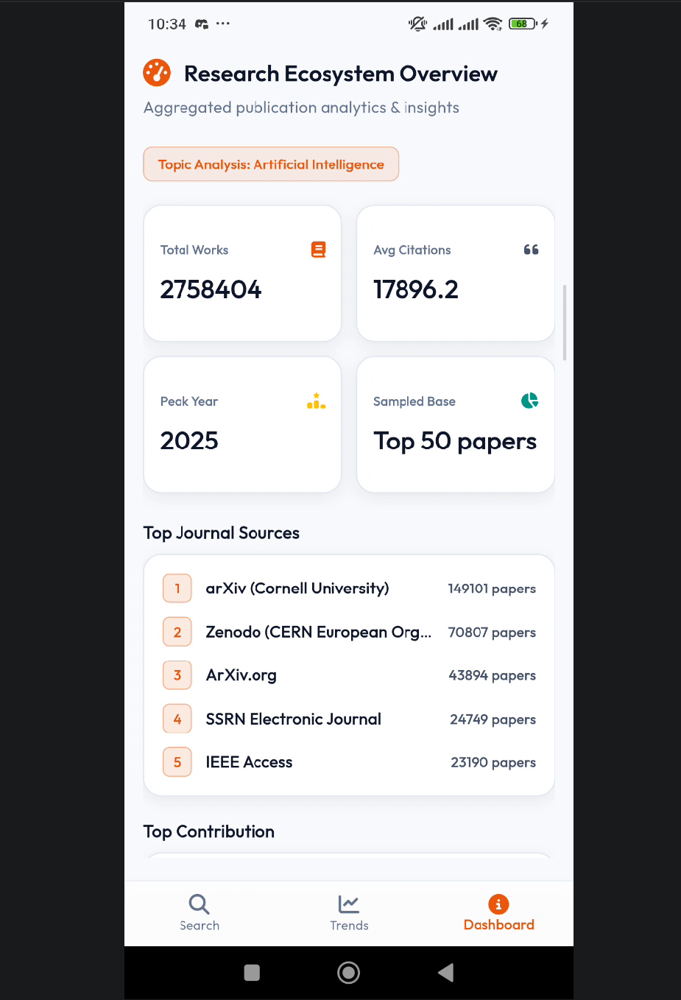 10:34
68
Research Ecosystem Overview
Aggregated publication analytics & insights
Topic Analysis: Artificial Intelligence
Total Works
2758404
Avg Citations
17896.2
Peak Year
2025
Sampled Base
Top 50 papers
Top Journal Sources
1 arXiv (Cornell University) 149101 papers
2 Zenodo (CERN European Org... 70807 papers
3 ArXiv.org 43894 papers
4 SSRN Electronic Journal 24749 papers
5 IEEE Access 23190 papers
Top Contribution
Search Trends Dashboard